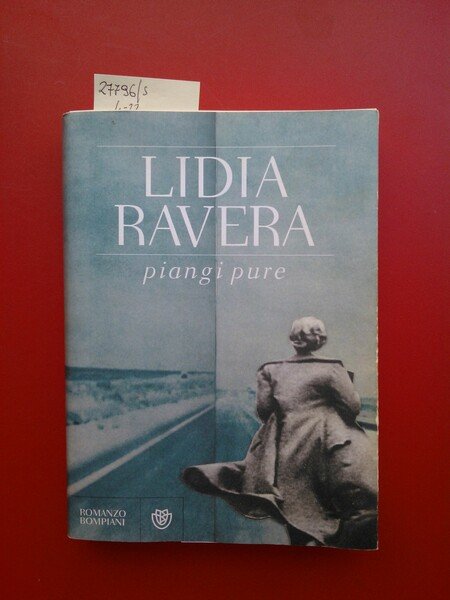 27796/s
LIDIA
RAVERA
piangi pure
ROMANZO
BOMPIANI